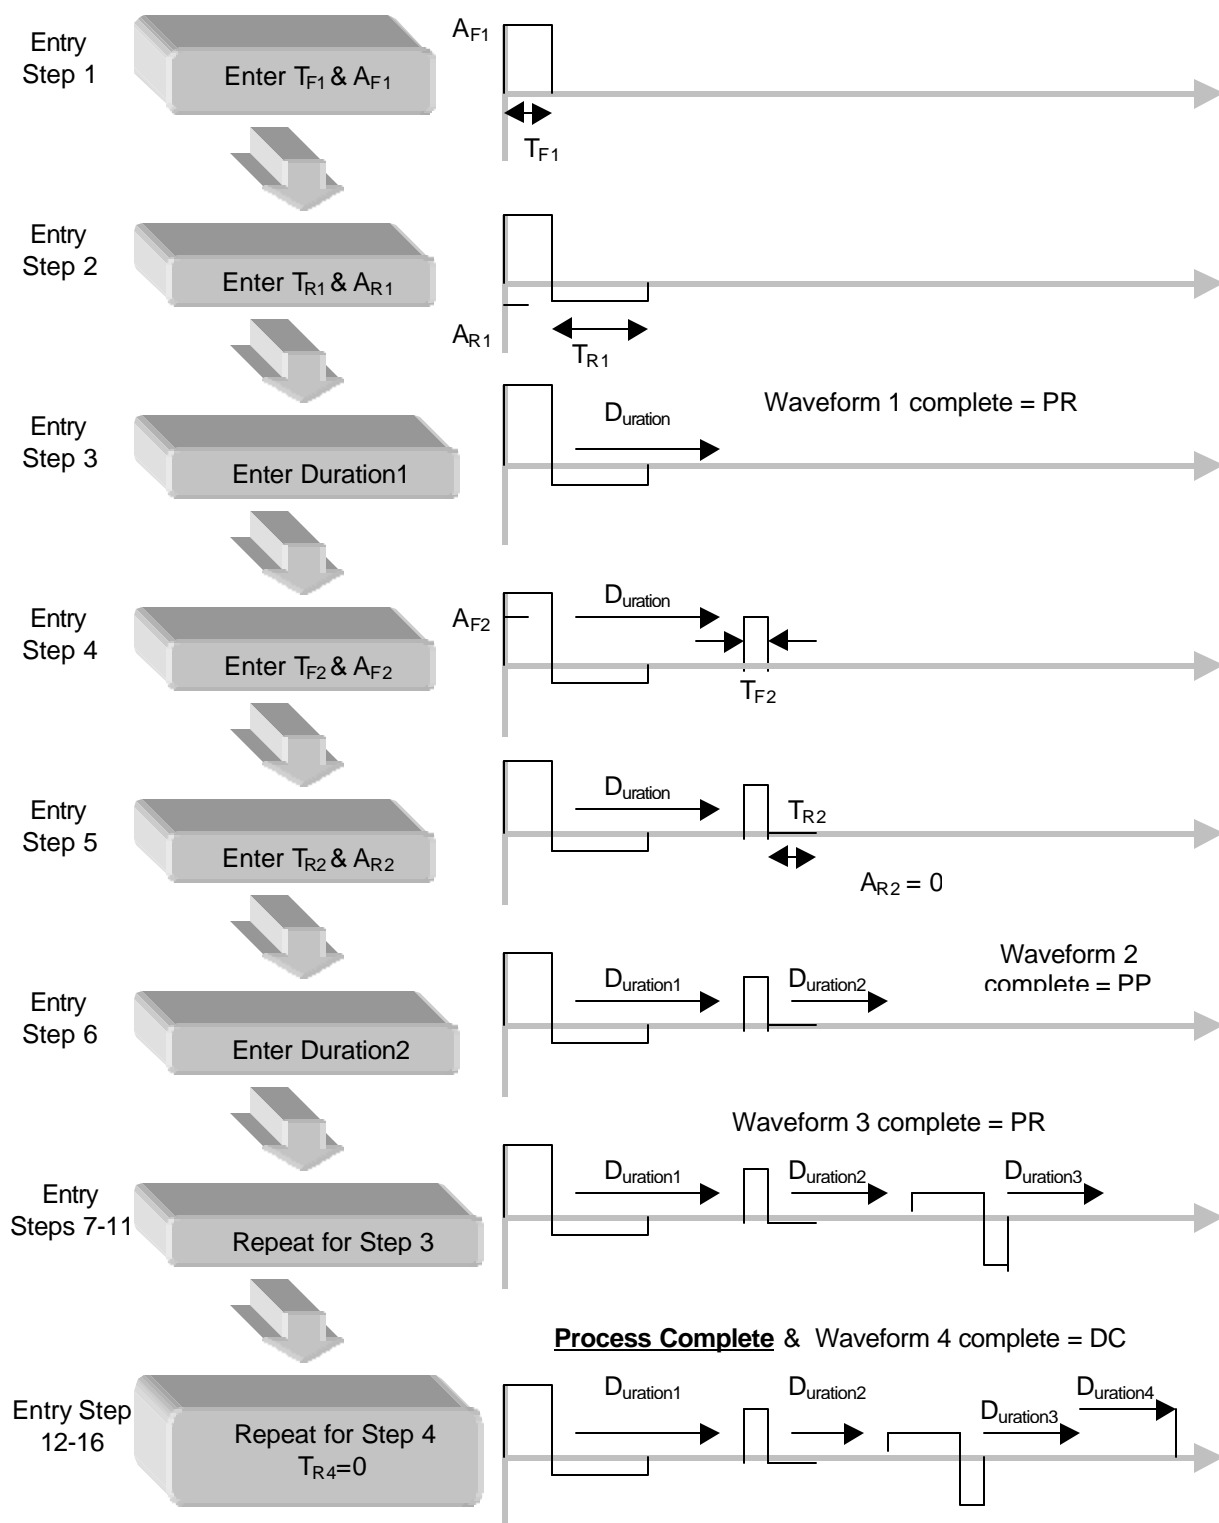 Entry
Step 1
Enter TF1 & AF1
AF1
TF1
Entry
Step 2
Enter TR1 & AR1
AR1
TR1
Entry
Step 3
Enter Duration1
Duration
Waveform 1 complete = PR
Entry
Step 4
Enter TF2 & AF2
AF2
Duration
TF2
Entry
Step 5
Enter TR2 & AR2
Duration
TR2
AR2 = 0
Entry
Step 6
Enter Duration2
Duration1
Duration2
Waveform 2
complete = PP
Entry
Steps 7-11
Repeat for Step 3
Waveform 3 complete = PR
Duration1
Duration2
Duration3
Entry Step
12-16
Repeat for Step 4
TR4=0
Process Complete & Waveform 4 complete = DC
Duration1
Duration2
Duration3
Duration4